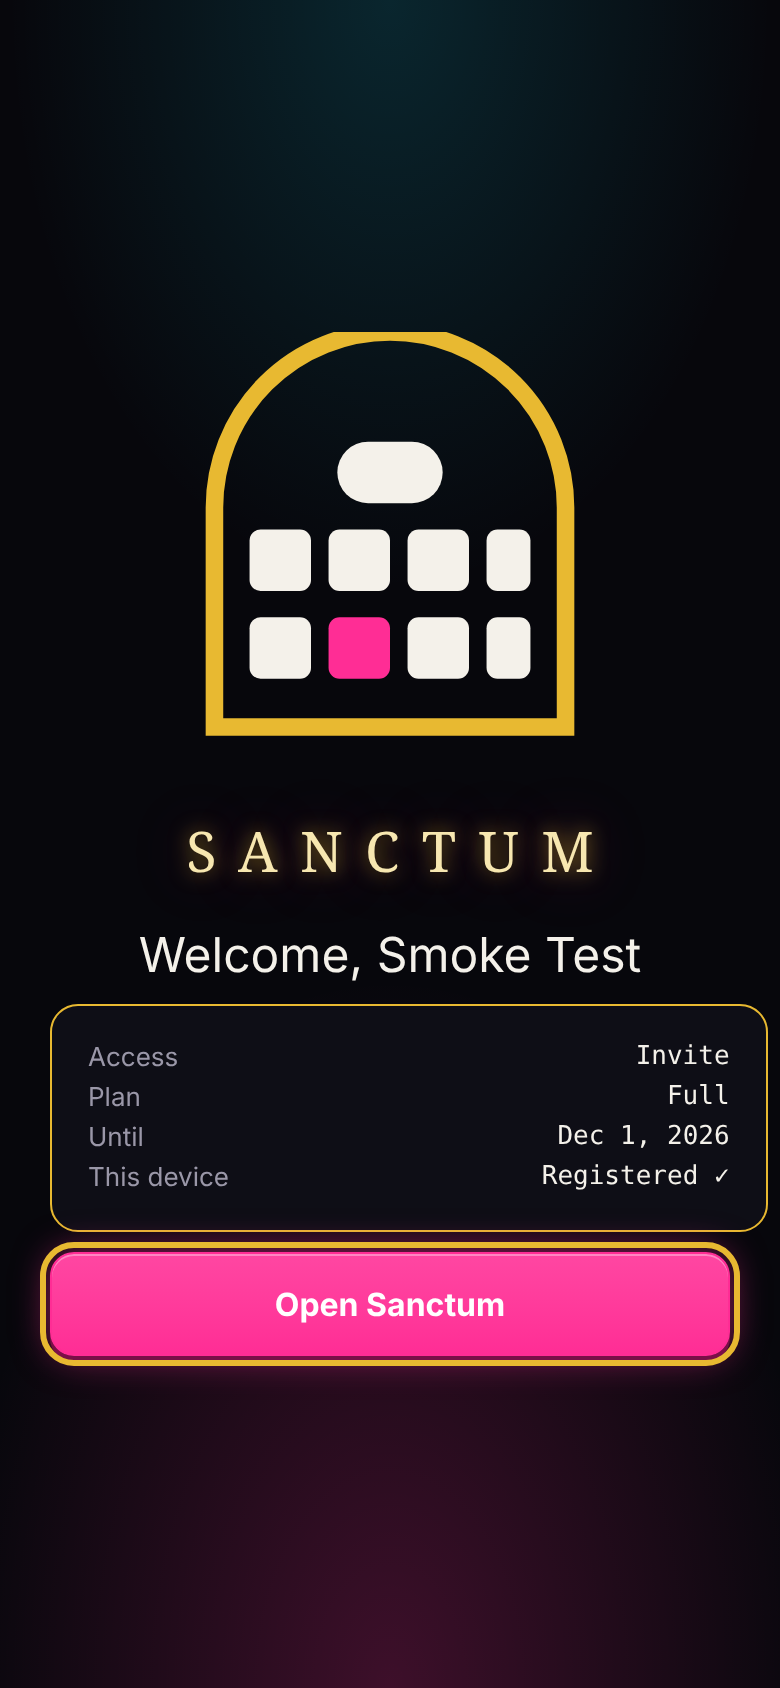 SANCTUM
Welcome, Smoke Test
Access Invite
Plan Full
Until Dec 1, 2026
This device Registered ✓
Open Sanctum